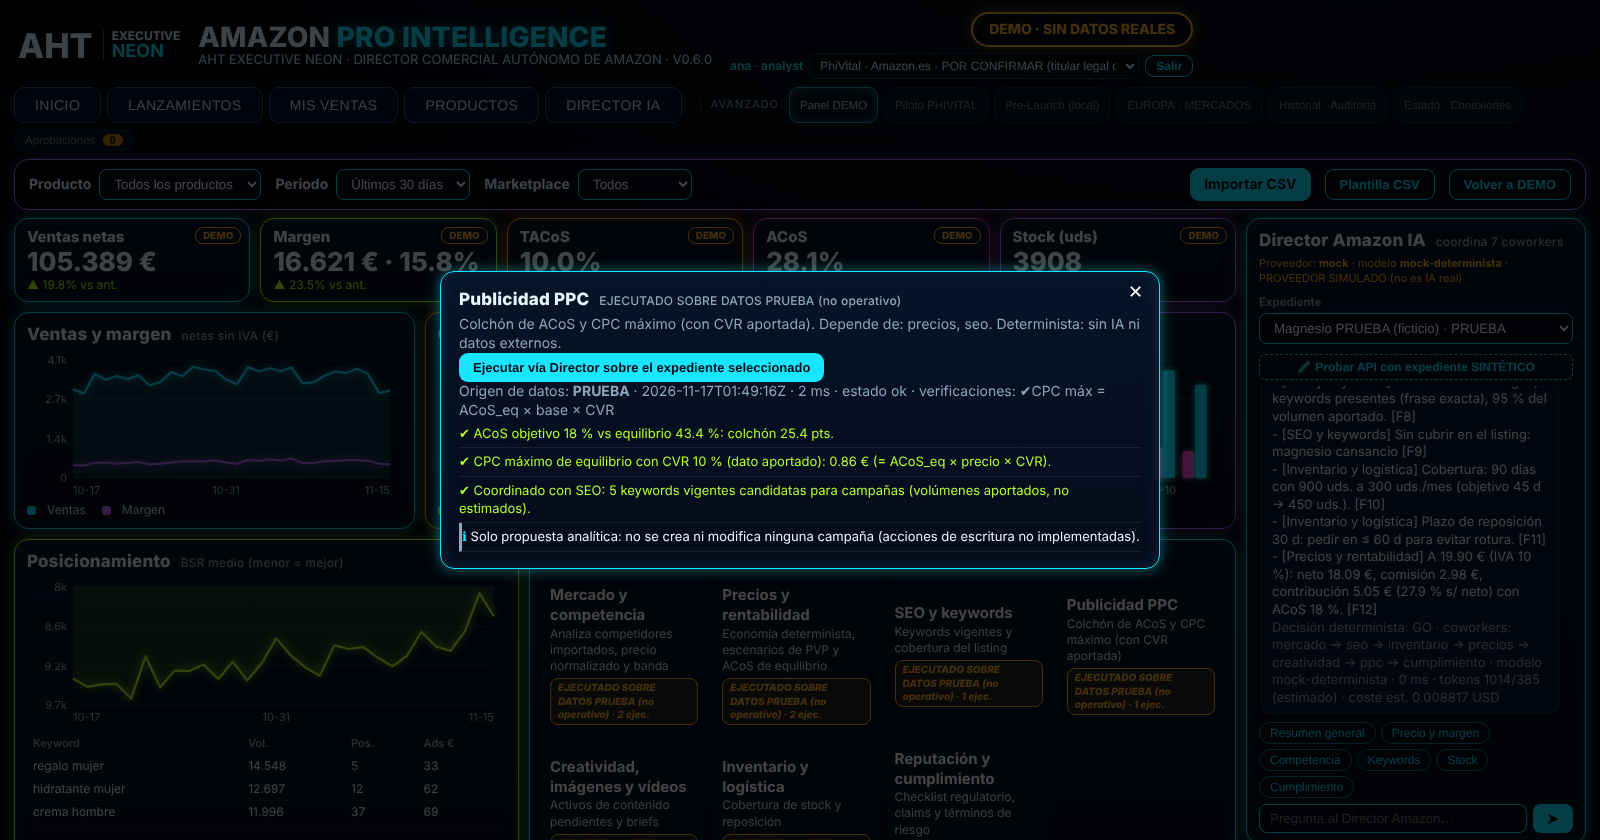 AHT EXECUTIVE NEON
AMAZON PRO INTELLIGENCE
AHT EXECUTIVE NEON · DIRECTOR COMERCIAL AUTÓNOMO DE AMAZON · V0.6.0
DEMO · SIN DATOS REALES
ana · analyst
PhiVital · Amazon.es · POR CONFIRMAR (titular legal
Salir
INICIO
LANZAMIENTOS
MIS VENTAS
PRODUCTOS
DIRECTOR IA
AVANZADO
Panel DEMO
Piloto PHIVITAL
Pre-Launch (local)
EUROPA · MERCADOS
Historial · Auditoría
Estado · Conexiones
Aprobaciones 0
Producto Todos los productos
Periodo Últimos 30 días
Marketplace Todos
Importar CSV
Plantilla CSV
Volver a DEMO
Ventas netas DEMO
105.389 €
▲ 19.8% vs ant.
Margen DEMO
16.621 € · 15.8%
▲ 23.5% vs ant.
TACoS DEMO
10.0%
ACoS DEMO
28.1%
Stock (uds) DEMO
3908
Ventas y margen netas sin IVA (€)
4.1k
2.7k
1.4k
0
10-17
10-31
11-15
Ventas
Margen
Publicidad PPC EJECUTADO SOBRE DATOS PRUEBA (no operativo)
✕
Colchón de ACoS y CPC máximo (con CVR aportada). Depende de: precios, seo. Determinista: sin IA ni
datos externos.
Ejecutar vía Director sobre el expediente seleccionado
Origen de datos: PRUEBA · 2026-11-17T01:49:16Z · 2 ms · estado ok · verificaciones: ✔CPC máx =
ACoS_eq × base × CVR
✔ ACoS objetivo 18 % vs equilibrio 43.4 %: colchón 25.4 pts.
✔ CPC máximo de equilibrio con CVR 10 % (dato aportado): 0.86 € (= ACoS_eq × precio × CVR).
✔ Coordinado con SEO: 5 keywords vigentes candidatas para campañas (volúmenes aportados, no
estimados).
ℹ Solo propuesta analítica: no se crea ni modifica ninguna campaña (acciones de escritura no implementadas).
Posicionamiento BSR medio (menor = mejor)
8k
8.6k
9.2k
9.7k
10-17
10-31
11-15
Keyword Vol. Pos. Ads €
regalo mujer 14.548 5 33
hidratante mujer 12.697 12 62
crema hombre 11.996 37 69
Mercado y
competencia
Analiza competidores
importados, precio
normalizado y banda
EJECUTADO SOBRE
DATOS PRUEBA (no
operativo) · 2 ejec.
Precios y
rentabilidad
Economía determinista,
escenarios de PVP y
ACoS de equilibrio
EJECUTADO SOBRE
DATOS PRUEBA (no
operativo) · 2 ejec.
SEO y keywords
Keywords vigentes y
cobertura del listing
EJECUTADO SOBRE
DATOS PRUEBA (no
operativo) · 1 ejec.
Publicidad PPC
Colchón de ACoS y CPC
máximo (con CVR
aportada)
EJECUTADO SOBRE
DATOS PRUEBA (no
operativo) · 1 ejec.
Creatividad,
imágenes y vídeos
Activos de contenido
pendientes y briefs
Inventario y
logística
Cobertura de stock y
reposición
Reputación y
cumplimiento
Checklist regulatorio,
claims y términos de
riesgo
Director Amazon IA coordina 7 coworkers
Proveedor: mock · modelo mock-determinista ·
PROVEEDOR SIMULADO (no es IA real)
Expediente
Magnesio PRUEBA (ficticio) · PRUEBA
Probar API con expediente SINTÉTICO
keywords presentes (frase exacta), 95 % del
volumen aportado. [F8]
- [SEO y keywords] Sin cubrir en el listing:
magnesio cansancio [F9]
- [Inventario y logística] Cobertura: 90 días
con 900 uds. a 300 uds./mes (objetivo 45 d
→ 450 uds.). [F10]
- [Inventario y logística] Plazo de reposición
30 d: pedir en ≤ 60 d para evitar rotura. [F11]
- [Precios y rentabilidad] A 19.90 € (IVA 10
%): neto 18.09 €, comisión 2.98 €,
contribución 5.05 € (27.9 % s/ neto) con
ACoS 18 %. [F12]
Decisión determinista: GO · coworkers:
mercado → seo → inventario → precios →
creatividad → ppc → cumplimiento · modelo
mock-determinista · 0 ms · tokens 1014/385
(estimado) · coste est. 0.008817 USD
Resumen general
Precio y margen
Competencia
Keywords
Stock
Cumplimiento
Pregunta al Director Amazon...
➤